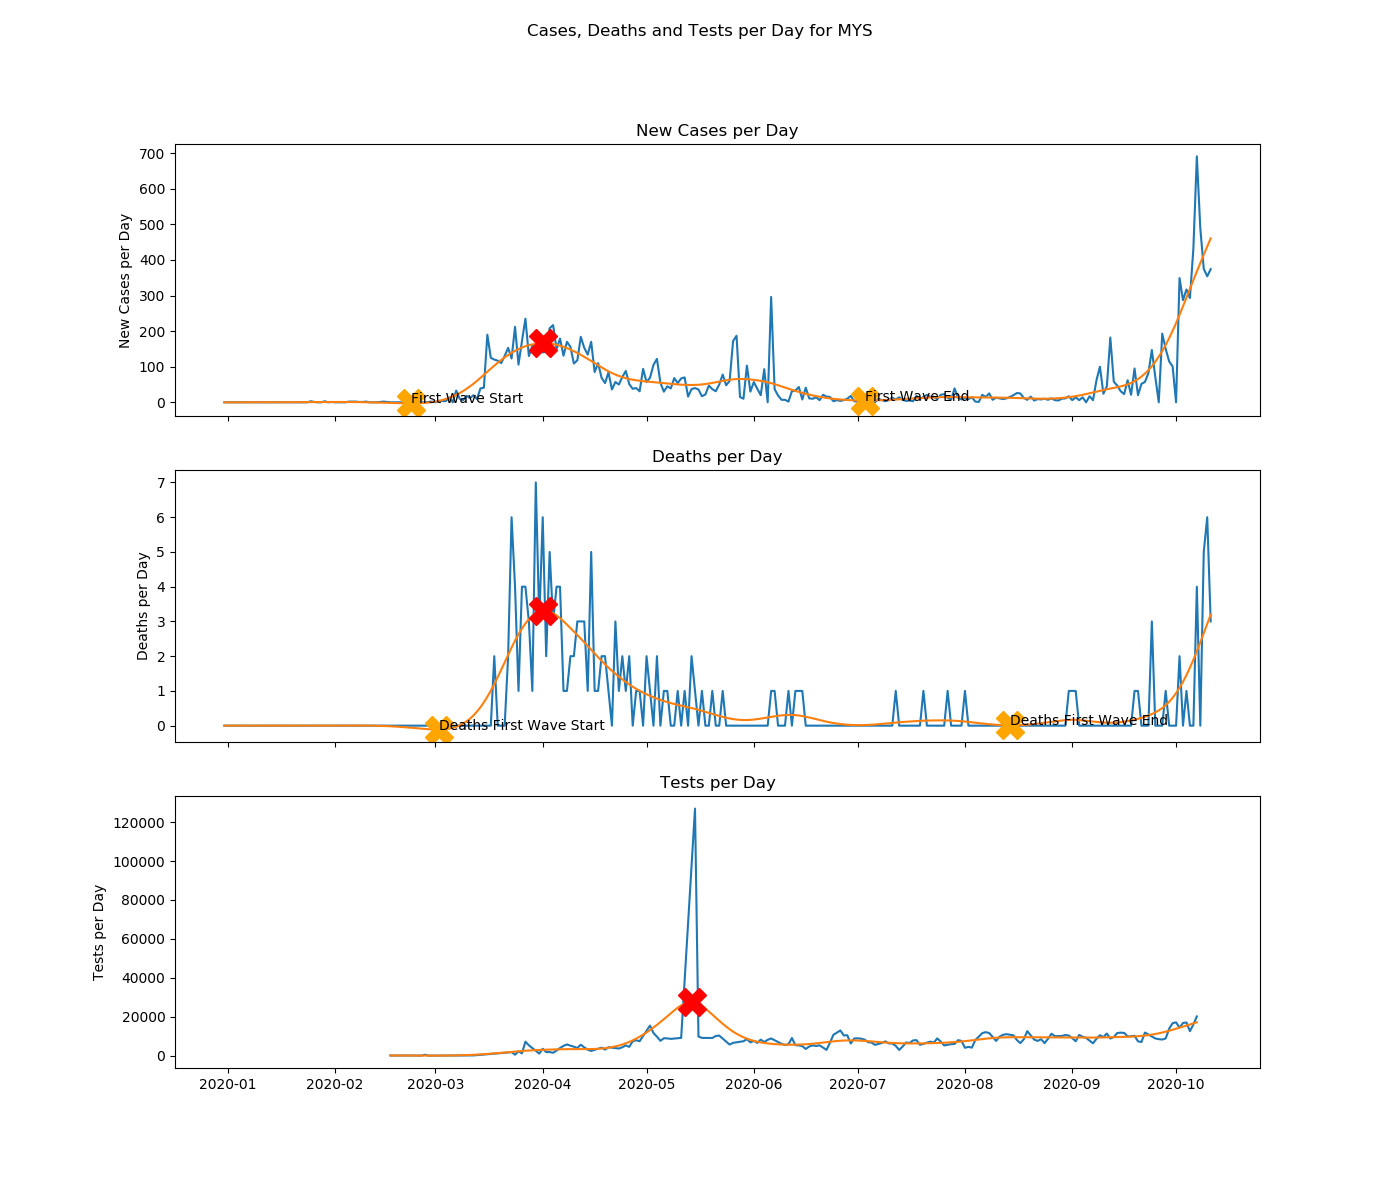 Cases, Deaths and Tests per Day for MYS
New Cases per Day
New Cases per Day
700
600
500
400
300
200
100
0
First Wave Start
First Wave End
Deaths per Day
Deaths per Day
7
6
5
4
3
2
1
0
Deaths First Wave Start
Deaths First Wave End
Tests per Day
Tests per Day
120000
100000
80000
60000
40000
20000
0
2020-01 2020-02 2020-03 2020-04 2020-05 2020-06 2020-07 2020-08 2020-09 2020-10